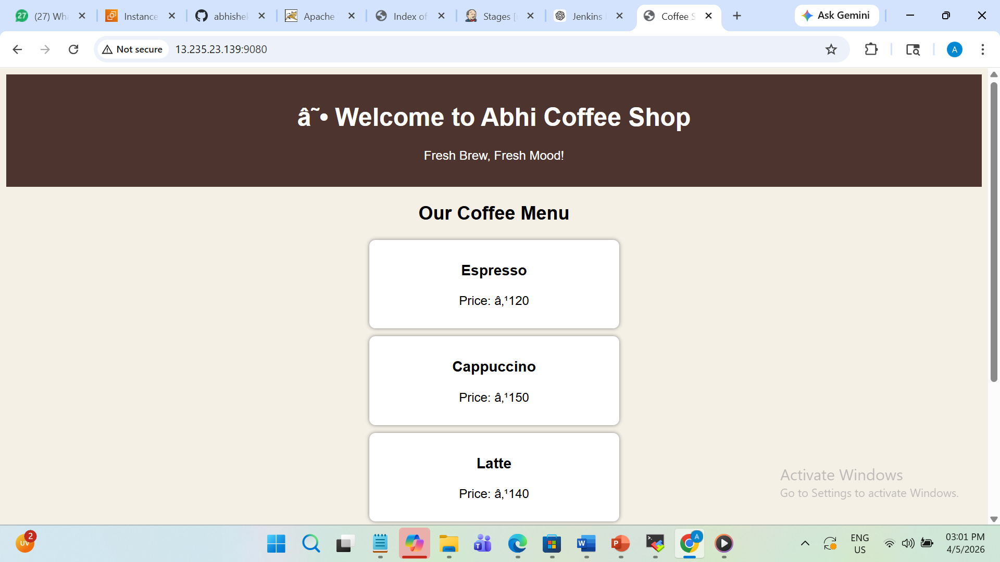 27
(27) Wh
Instance
abhishek
Apache
Index of
Stages [
Jenkins
Coffee S
Ask Gemini
Not secure
13.235.23.139:9080
A
â˜• Welcome to Abhi Coffee Shop
Fresh Brew, Fresh Mood!
Our Coffee Menu
Espresso
Price: â‚¹120
Cappuccino
Price: â‚¹150
Latte
Price: â‚¹140
Activate Windows
Go to Settings to activate Windows.
UV
2
ENG
US
03:01 PM
4/5/2026